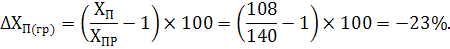 ΔХП(гр) = (ХП/ХПР − 1) × 100 = (108/140 − 1) × 100 = −23%.